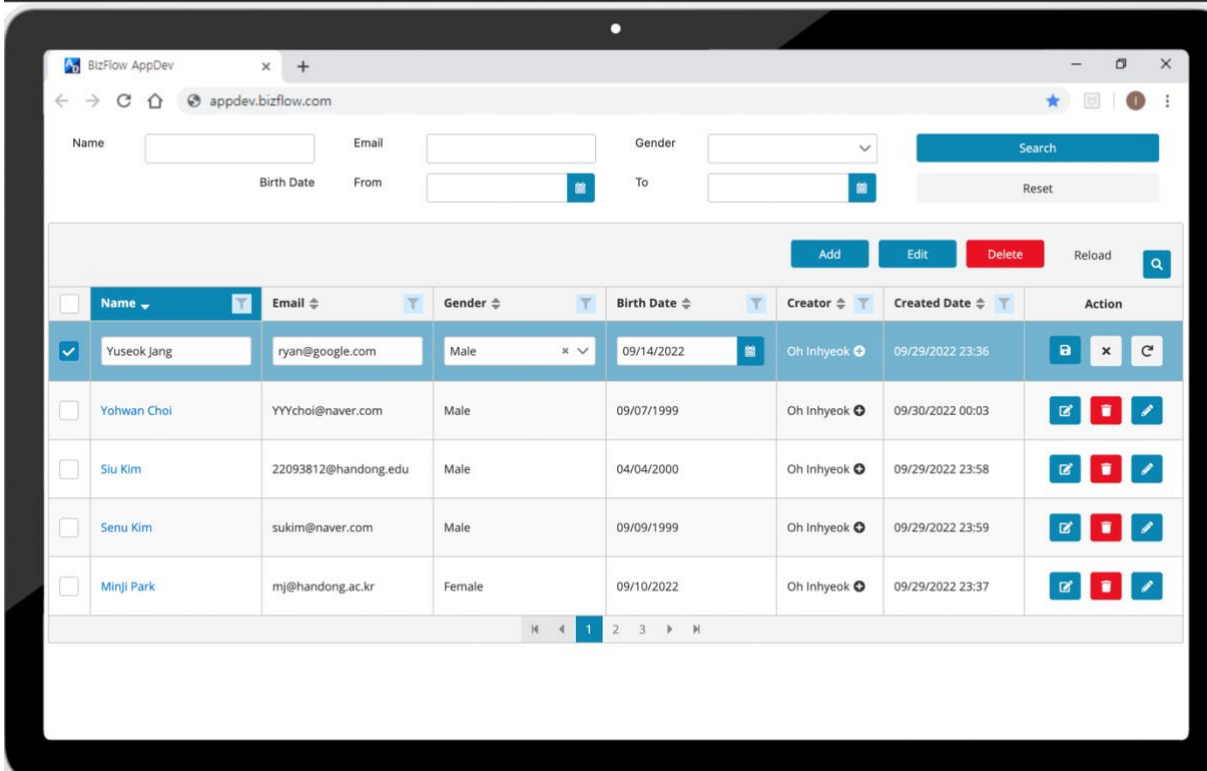 BizFlow AppDev
appdev.bizflow.com
Name Email Gender Search
Birth Date From To Reset
Add Edit Delete Reload
Name Email Gender Birth Date Creator Created Date Action
Yuseok Jang ryan@google.com Male 09/14/2022 Oh Inhyeok 09/29/2022 23:36
Yohwan Choi YYYchoi@naver.com Male 09/07/1999 Oh Inhyeok 09/30/2022 00:03
Siu Kim 22093812@handong.edu Male 04/04/2000 Oh Inhyeok 09/29/2022 23:58
Senu Kim sukim@naver.com Male 09/09/1999 Oh Inhyeok 09/29/2022 23:59
MinJi Park mj@handong.ac.kr Female 09/10/2022 Oh Inhyeok 09/29/2022 23:37
1 2 3